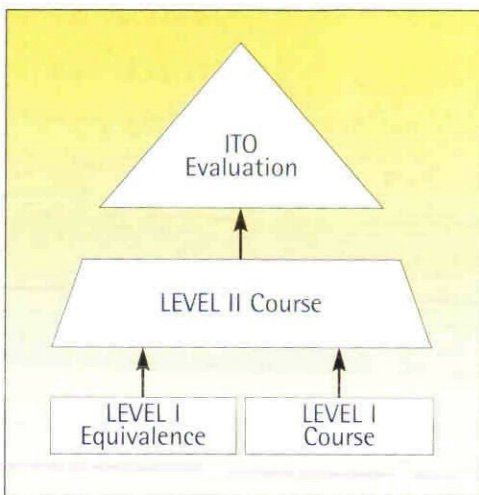 ITO
Evaluation
LEVEL II Course
LEVEL I
Equivalence
LEVEL I
Course